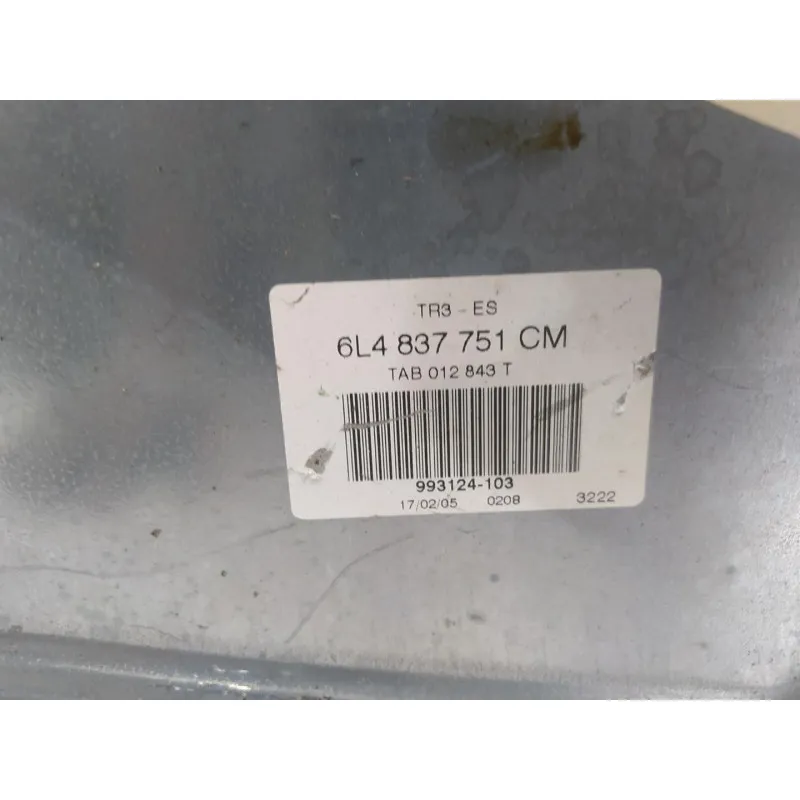 TR3 - ES
6L4 837 751 CM
TAB 012 843 T
993124-103
17/02/05 0208 3222